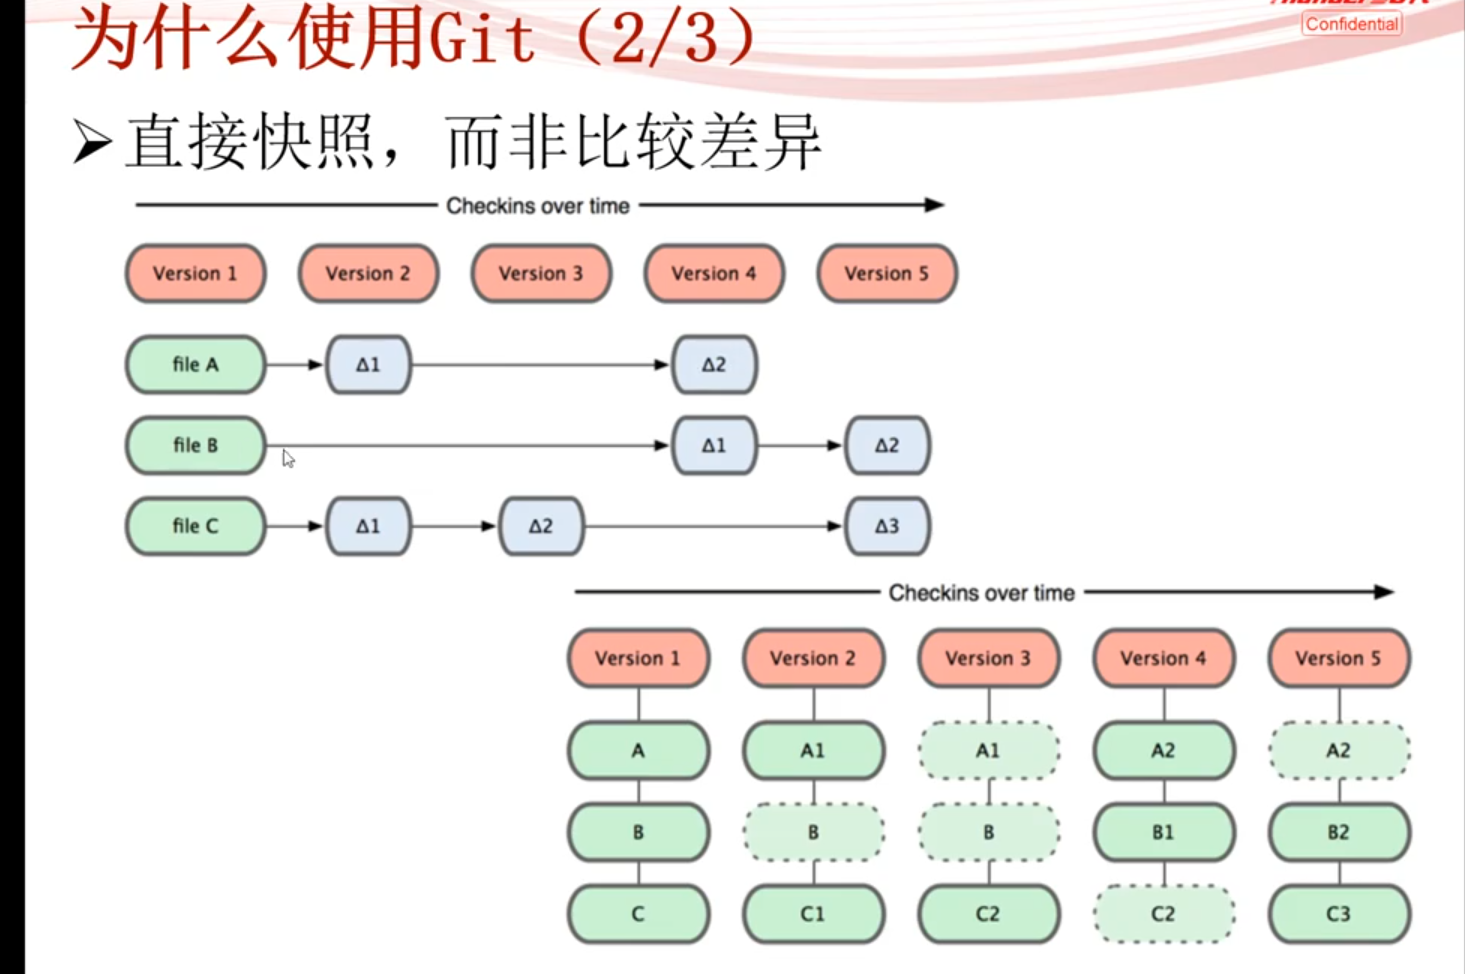 为什么使用Git（2/3）
Confidential
➢直接快照，而非比较差异
Checkins over time
Version 1 Version 2 Version 3 Version 4 Version 5
file A Δ1 Δ2
file B Δ1 Δ2
file C Δ1 Δ2 Δ3
Checkins over time
Version 1 Version 2 Version 3 Version 4 Version 5
A A1 A1 A2 A2
B B B B1 B2
C C1 C2 C2 C3